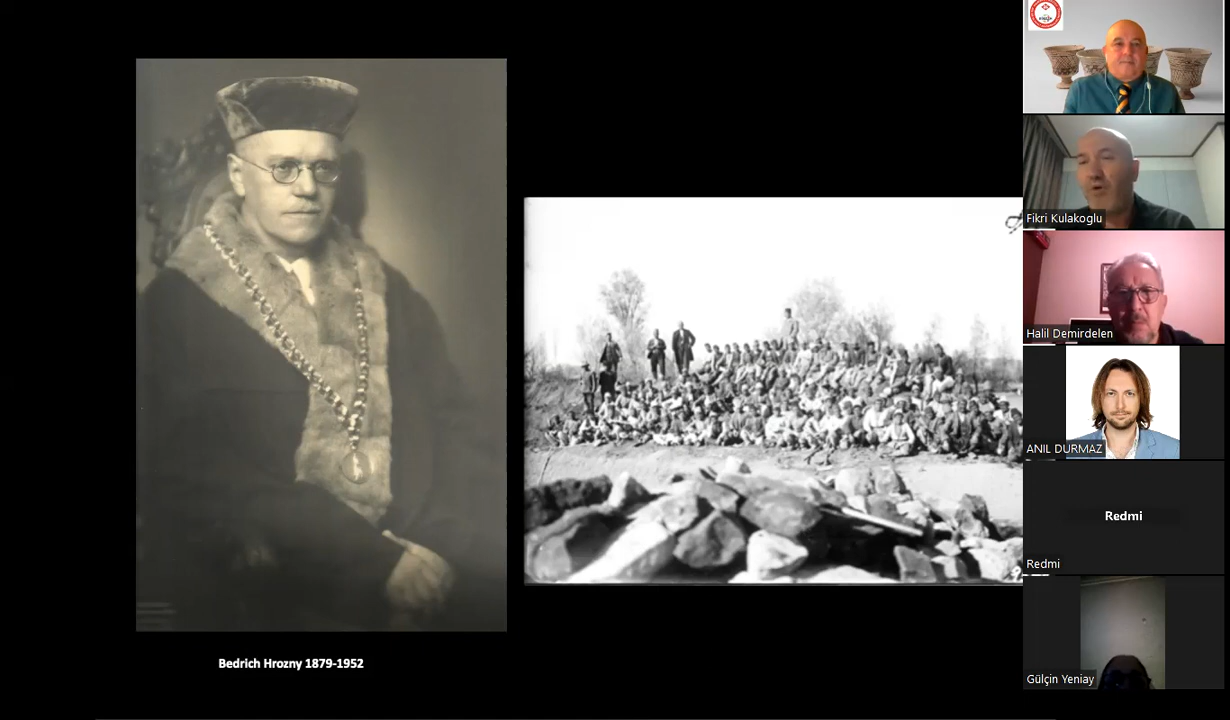 Bedrich Hrozny 1879-1952
Fikri Kulakoglu
Halil Demirdelen
ANIL DURMAZ
Redmi
Redmi
Gülçin Yeniay